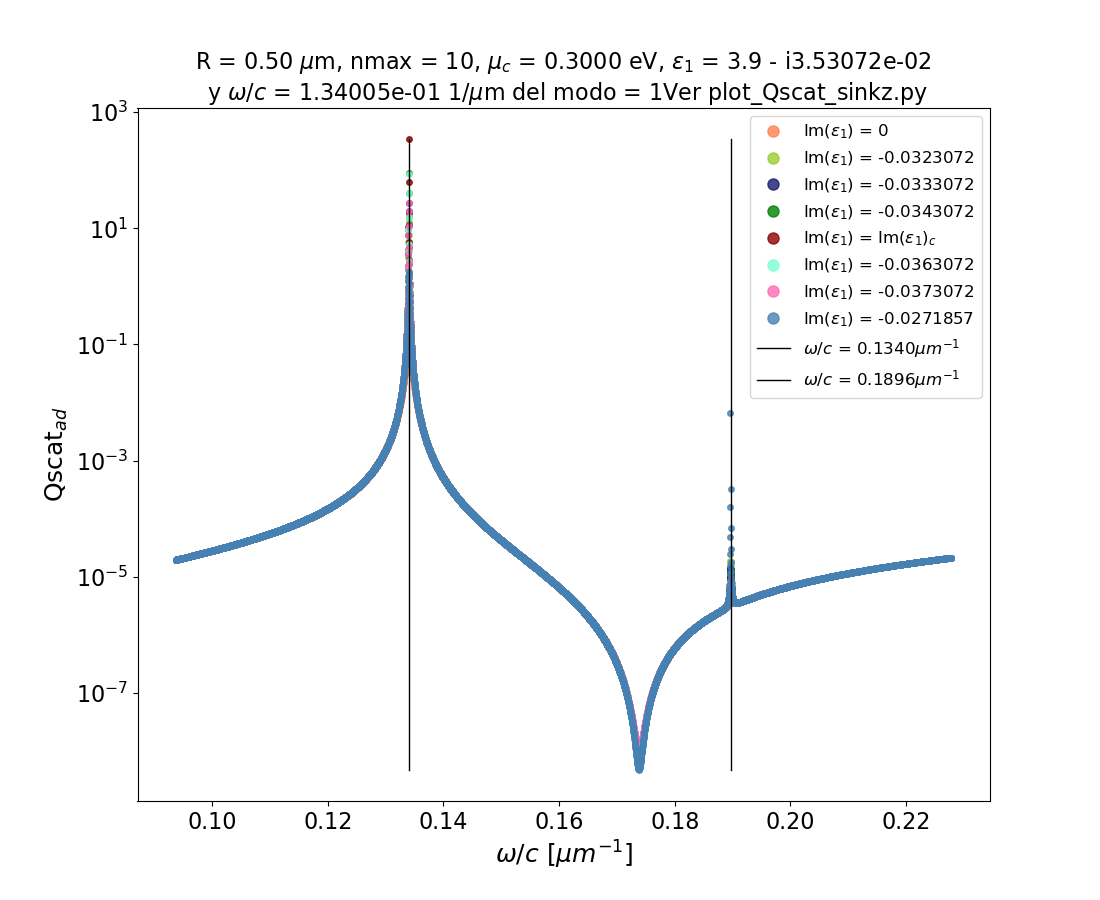 R = 0.50 μm, nmax = 10, μc = 0.3000 eV, ε1 = 3.9 - i3.53072e-02
y ω/c = 1.34005e-01 1/μm del modo = 1Ver plot_Qscat_sinkz.py
10³
10¹
10⁻¹
10⁻³
10⁻⁵
10⁻⁷
Qscat_ad
Im(ε₁) = 0
Im(ε₁) = -0.0323072
Im(ε₁) = -0.0333072
Im(ε₁) = -0.0343072
Im(ε₁) = Im(ε₁)c
Im(ε₁) = -0.0363072
Im(ε₁) = -0.0373072
Im(ε₁) = -0.0271857
ω/c = 0.1340μm⁻¹
ω/c = 0.1896μm⁻¹
0.10 0.12 0.14 0.16 0.18 0.20 0.22
ω/c [μm⁻¹]